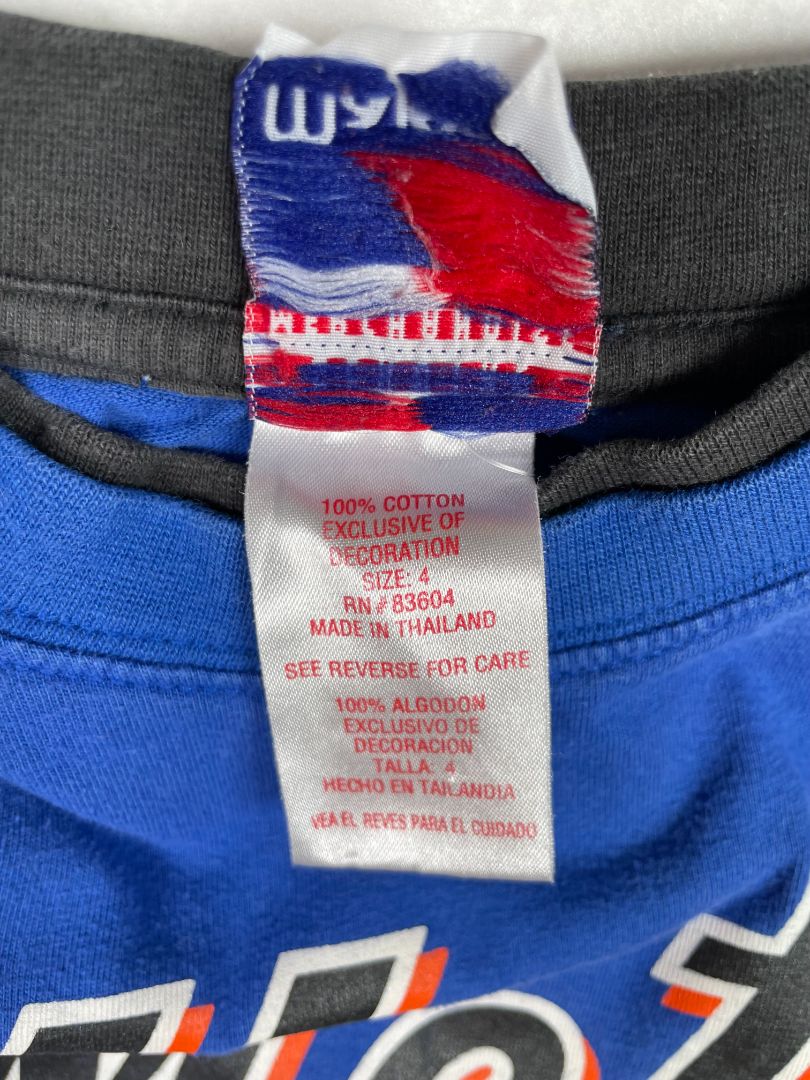 100% COTTON
EXCLUSIVE OF
DECORATION
SIZE: 4
RN # 83604
MADE IN THAILAND
SEE REVERSE FOR CARE
100% ALGODON
EXCLUSIVO DE
DECORACION
TALLA: 4
HECHO EN TAILANDIA
VEA EL REVES PARA EL CUIDADO